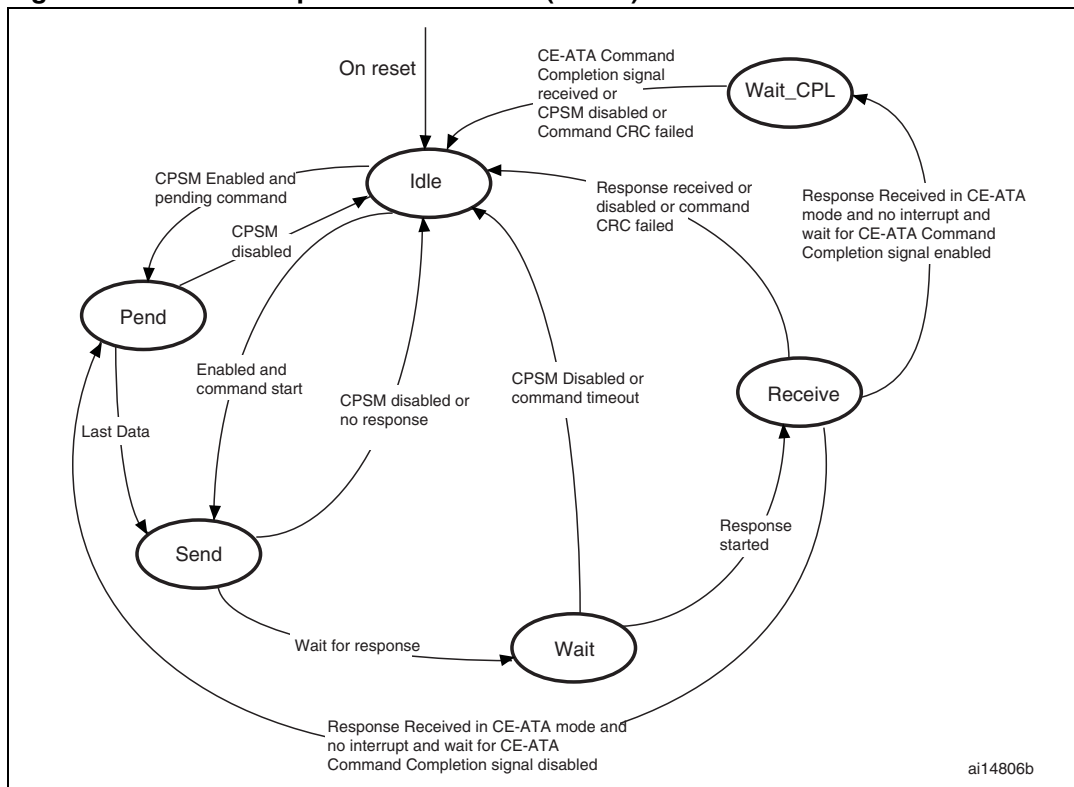 On reset
CE-ATA Command
Completion signal
received or
CPSM disabled or
Command CRC failed
Wait_CPL
Idle
CPSM Enabled and
pending command
CPSM
disabled
Response received or
disabled or command
CRC failed
Response Received in CE-ATA
mode and no interrupt and
wait for CE-ATA Command
Completion signal enabled
Pend
Enabled and
command start
CPSM disabled or
no response
CPSM Disabled or
command timeout
Receive
Last Data
Send
Response
started
Wait for response
Wait
Response Received in CE-ATA mode and
no interrupt and wait for CE-ATA
Command Completion signal disabled
ai14806b